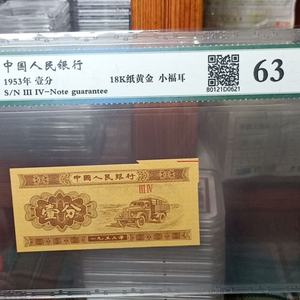 中国人民银行
1953年 壹分
S/N III IV-Note guarantee
18K纸黄金 小福耳
80121D0621
63
中国人民银行
III IV
壹分
一九五三年